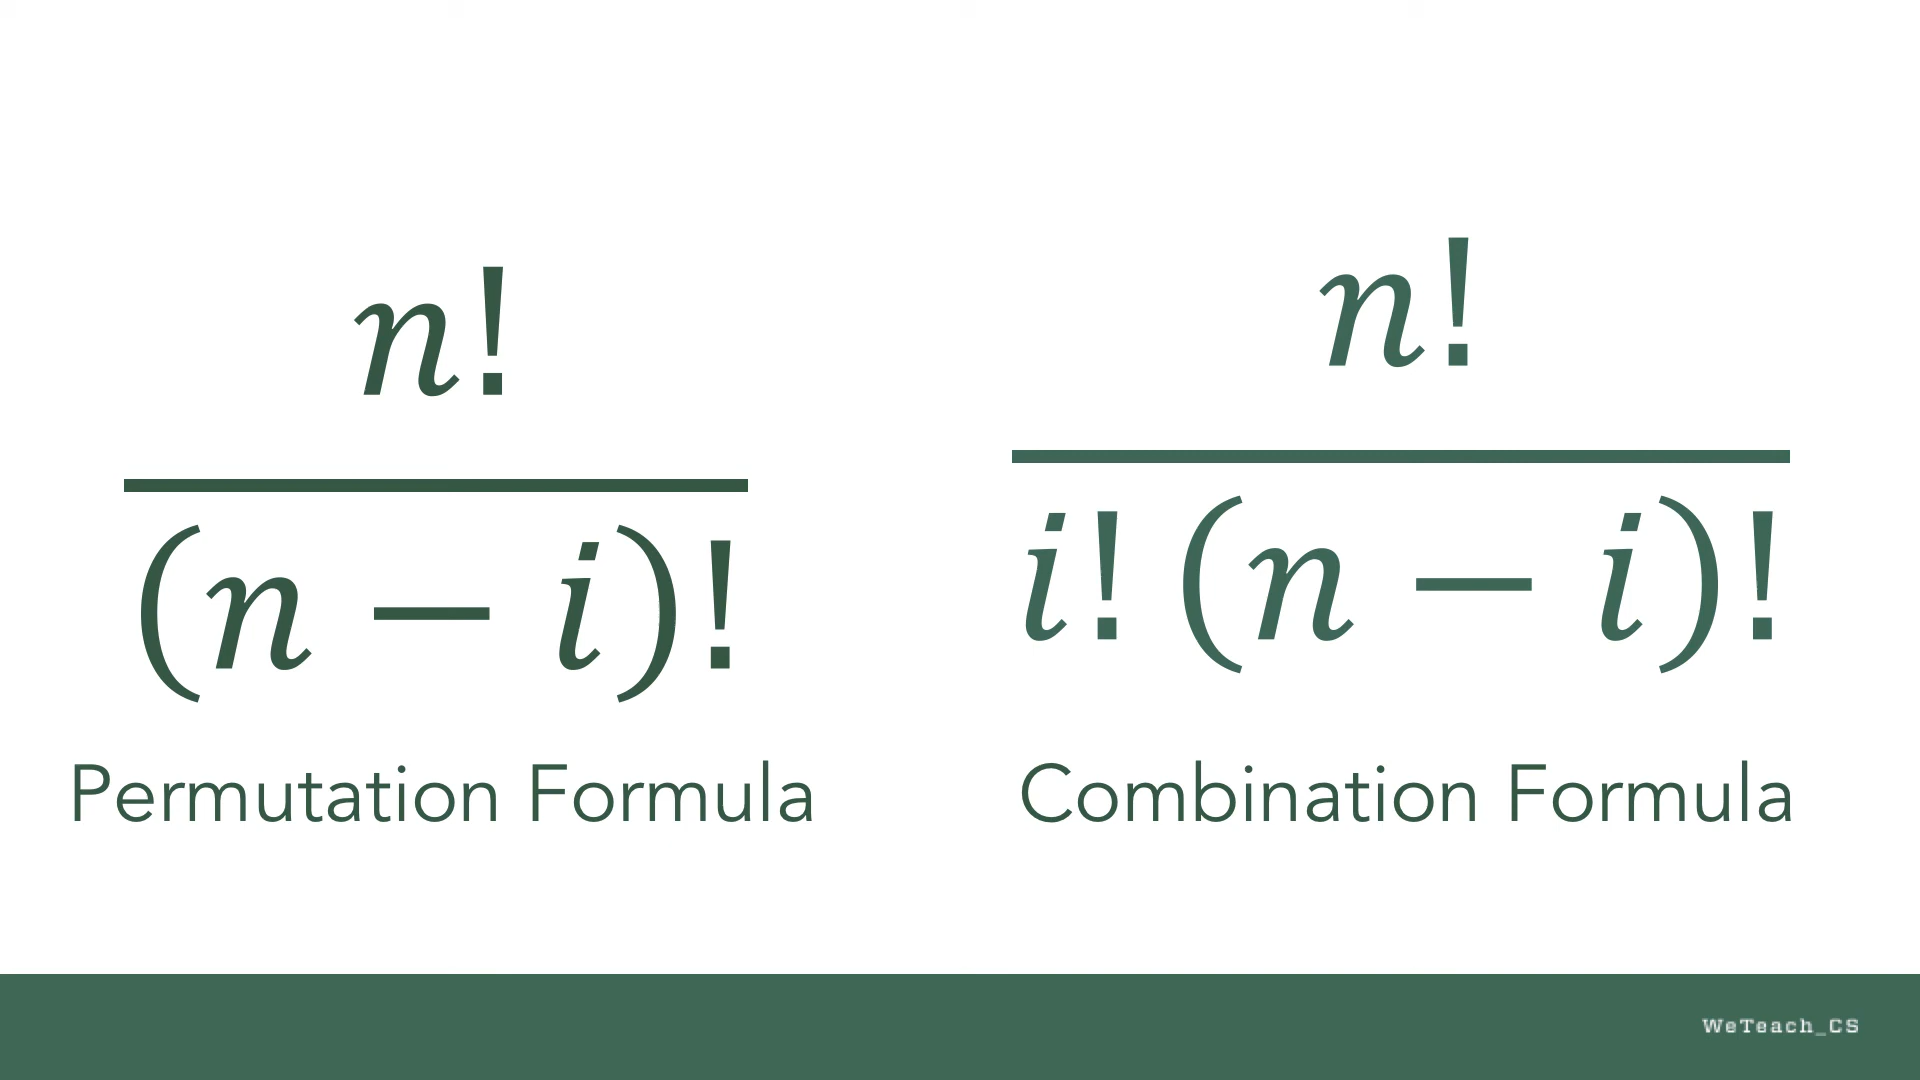 n!
(n − i)!
Permutation Formula
n!
i! (n − i)!
Combination Formula
WeTeach_CS